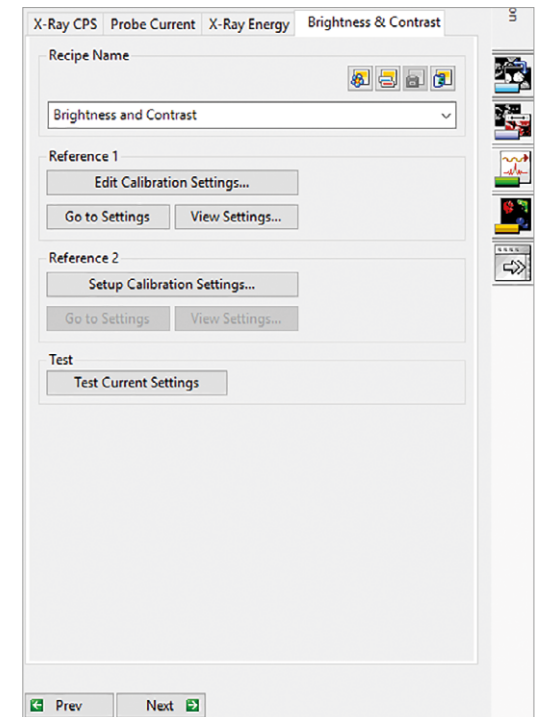 X-Ray CPS Probe Current X-Ray Energy Brightness & Contrast
on
Recipe Name
Brightness and Contrast
Reference 1
Edit Calibration Settings...
Go to Settings View Settings...
Reference 2
Setup Calibration Settings...
Go to Settings View Settings...
Test
Test Current Settings
Prev Next